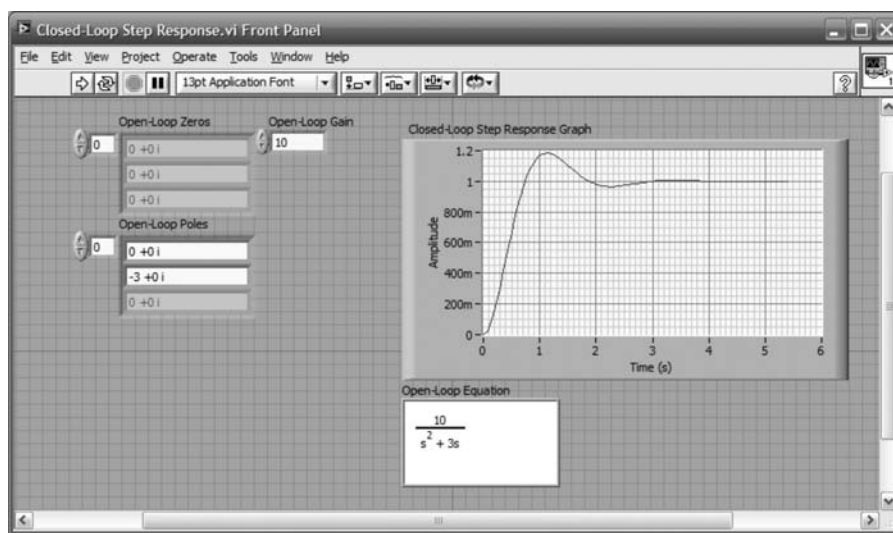 Closed-Loop Step Response.vi Front Panel
File Edit View Project Operate Tools Window Help
13pt Application Font
?
1
Open-Loop Zeros
0
0 +0 i
0 +0 i
0 +0 i
Open-Loop Gain
10
Open-Loop Poles
0
0 +0 i
-3 +0 i
0 +0 i
Closed-Loop Step Response Graph
Amplitude
1.2
1
800m
600m
400m
200m
0
0 1 2 3 4 5 6
Time (s)
Open-Loop Equation
10
s² + 3s